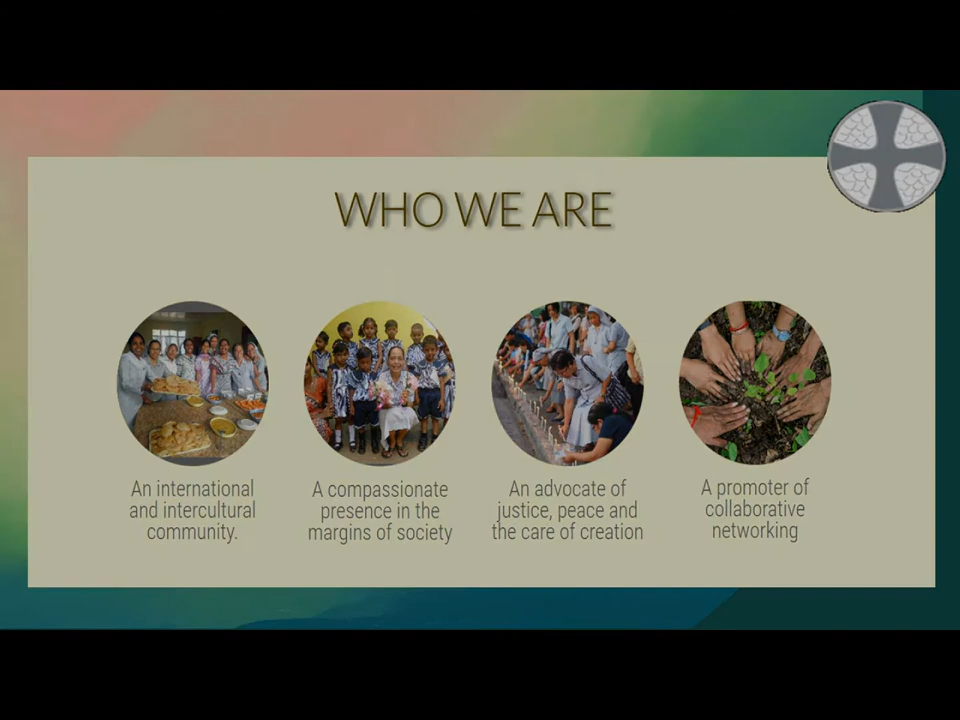 WHO WE ARE
An international
and intercultural
community.
A compassionate
presence in the
margins of society
An advocate of
justice, peace and
the care of creation
A promoter of
collaborative
networking